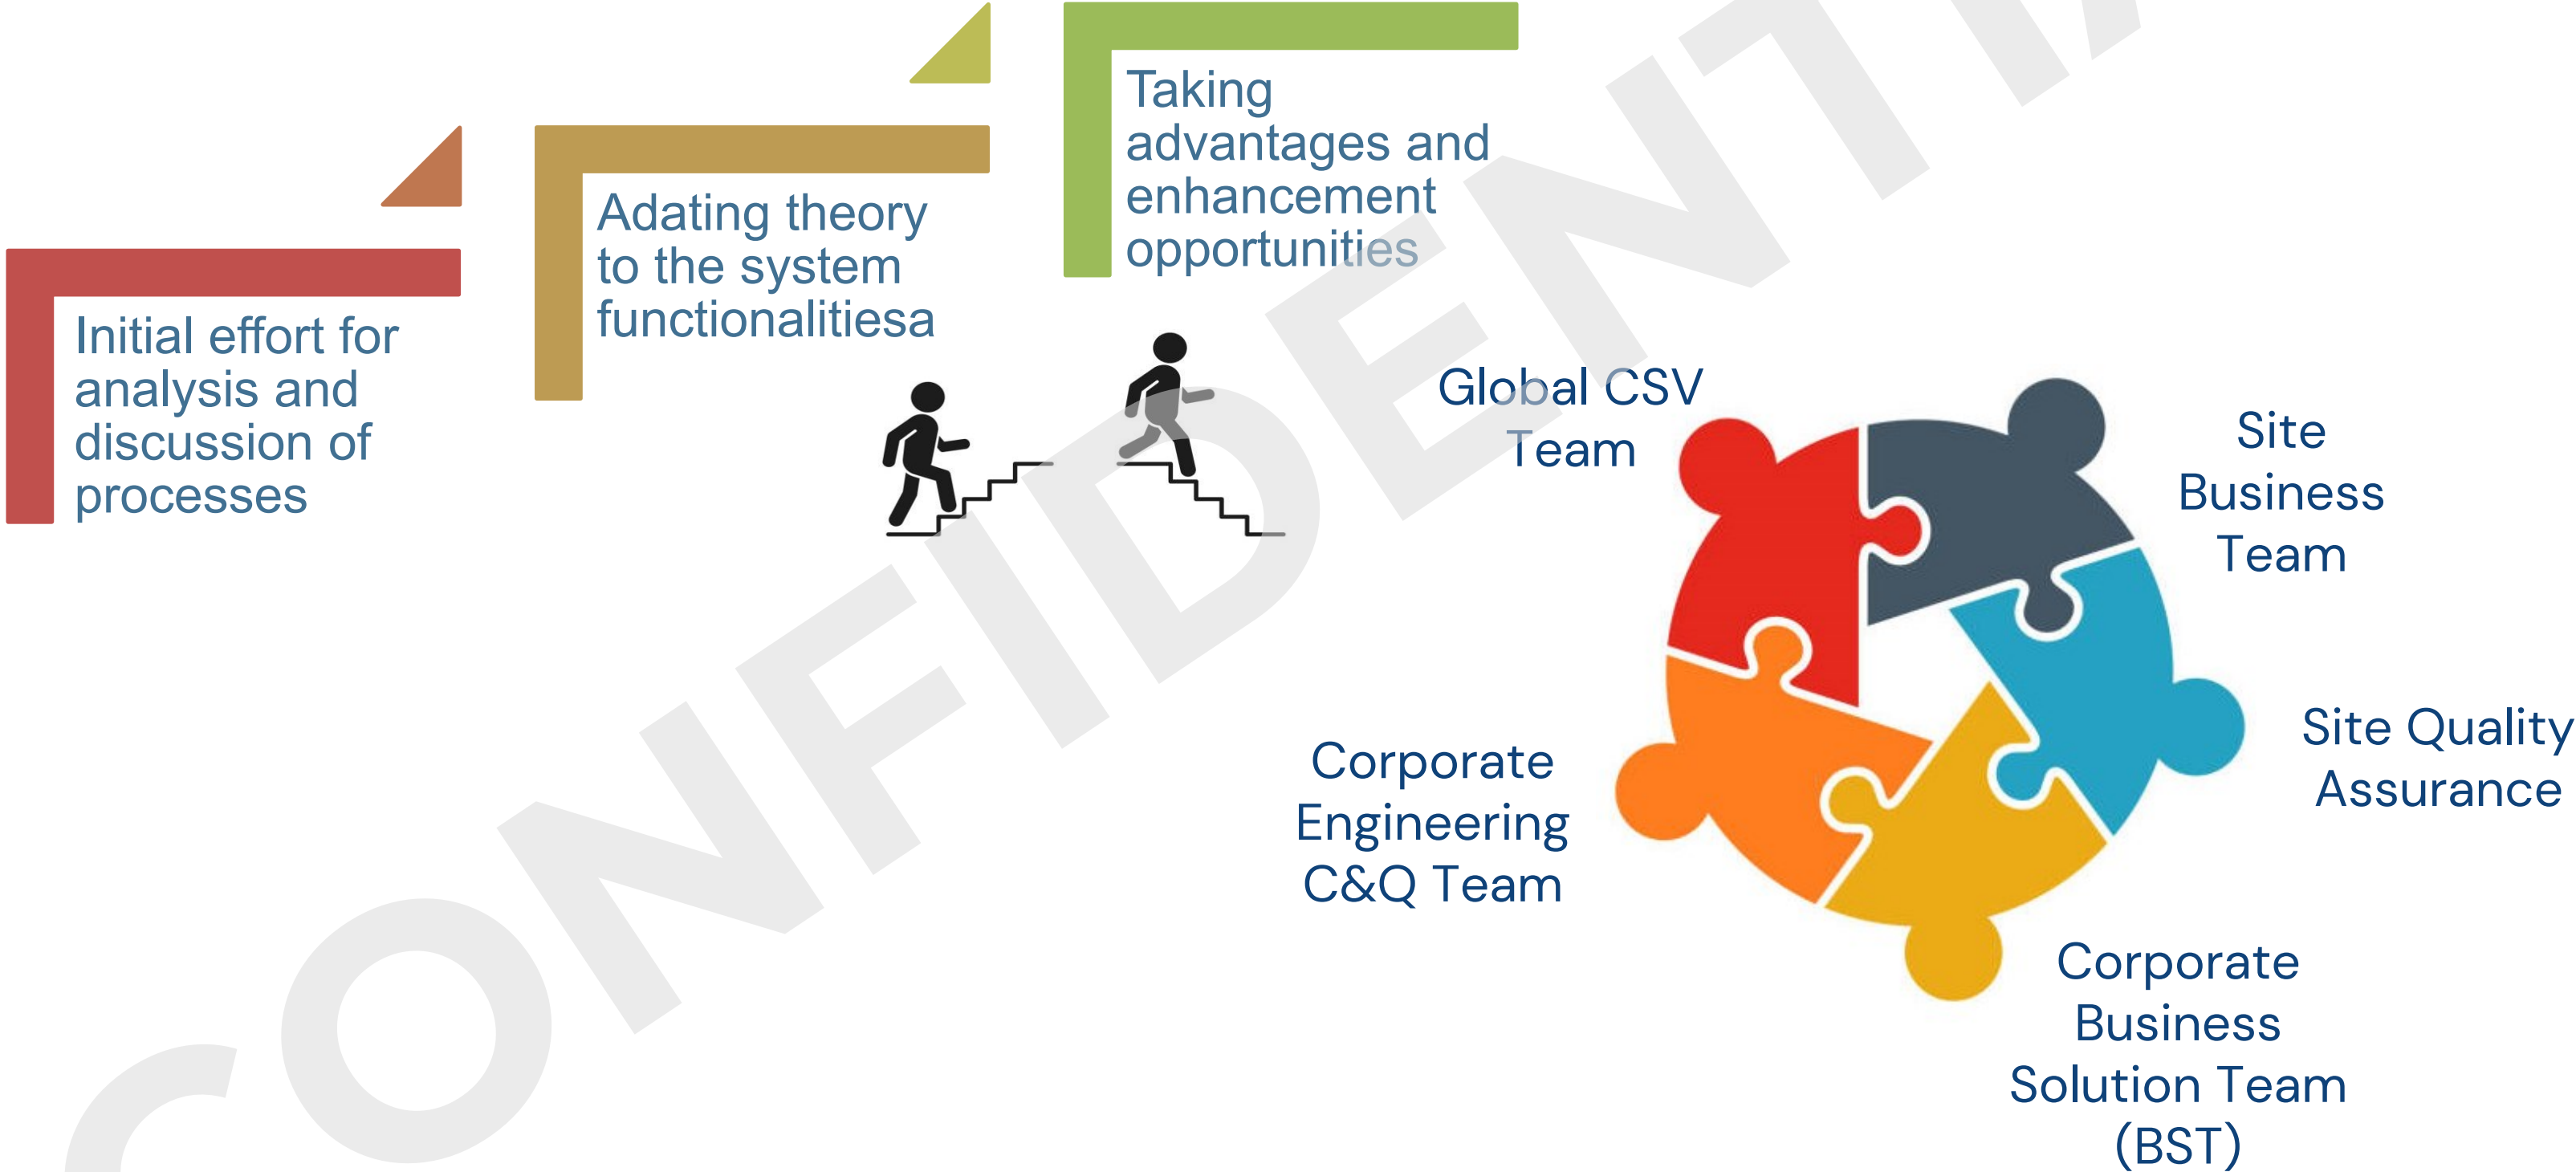 Initial effort for
analysis and
discussion of
processes
Adating theory
to the system
functionalitiesa
Taking
advantages and
enhancement
opportunities
Global CSV
Team
Site
Business
Team
Site Quality
Assurance
Corporate
Business
Solution Team
(BST)
Corporate
Engineering
C&Q Team
CONFIDENTIA